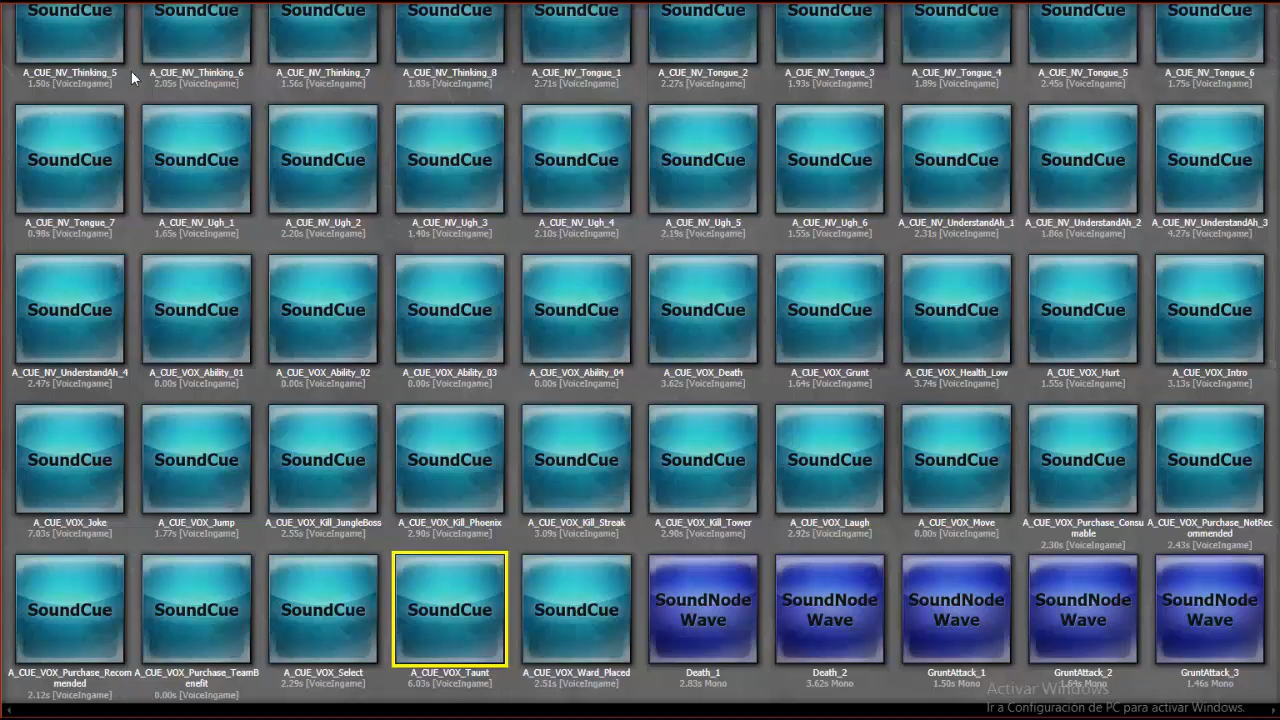 SoundCue SoundCue SoundCue SoundCue SoundCue SoundCue SoundCue SoundCue SoundCue SoundCue
A_CUE_NV_Thinking_5 A_CUE_NV_Thinking_6 A_CUE_NV_Thinking_7 A_CUE_NV_Thinking_8 A_CUE_NV_Tongue_1 A_CUE_NV_Tongue_2 A_CUE_NV_Tongue_3 A_CUE_NV_Tongue_4 A_CUE_NV_Tongue_5 A_CUE_NV_Tongue_6
1.50s [VoiceIngame] 2.05s [VoiceIngame] 1.56s [VoiceIngame] 1.83s [VoiceIngame] 2.71s [VoiceIngame] 2.27s [VoiceIngame] 1.93s [VoiceIngame] 1.89s [VoiceIngame] 2.45s [VoiceIngame] 1.75s [VoiceIngame]
SoundCue SoundCue SoundCue SoundCue SoundCue SoundCue SoundCue SoundCue SoundCue SoundCue
A_CUE_NV_Tongue_7 A_CUE_NV_Ugh_1 A_CUE_NV_Ugh_2 A_CUE_NV_Ugh_3 A_CUE_NV_Ugh_4 A_CUE_NV_Ugh_5 A_CUE_NV_Ugh_6 A_CUE_NV_UnderstandAh_1 A_CUE_NV_UnderstandAh_2 A_CUE_NV_UnderstandAh_3
0.98s [VoiceIngame] 1.65s [VoiceIngame] 2.20s [VoiceIngame] 1.40s [VoiceIngame] 2.10s [VoiceIngame] 2.19s [VoiceIngame] 1.55s [VoiceIngame] 2.31s [VoiceIngame] 1.86s [VoiceIngame] 4.27s [VoiceIngame]
SoundCue SoundCue SoundCue SoundCue SoundCue SoundCue SoundCue SoundCue SoundCue SoundCue
A_CUE_NV_UnderstandAh_4 A_CUE_VOX_Ability_01 A_CUE_VOX_Ability_02 A_CUE_VOX_Ability_03 A_CUE_VOX_Ability_04 A_CUE_VOX_Death A_CUE_VOX_Grunt A_CUE_VOX_Health_Low A_CUE_VOX_Hurt A_CUE_VOX_Intro
2.47s [VoiceIngame] 0.00s [VoiceIngame] 0.00s [VoiceIngame] 0.00s [VoiceIngame] 0.00s [VoiceIngame] 3.62s [VoiceIngame] 1.64s [VoiceIngame] 3.74s [VoiceIngame] 1.55s [VoiceIngame] 3.13s [VoiceIngame]
SoundCue SoundCue SoundCue SoundCue SoundCue SoundCue SoundCue SoundCue SoundCue SoundCue
A_CUE_VOX_Joke A_CUE_VOX_Jump A_CUE_VOX_Kill_JungleBoss A_CUE_VOX_Kill_Phoenix A_CUE_VOX_Kill_Streak A_CUE_VOX_Kill_Tower A_CUE_VOX_Laugh A_CUE_VOX_Move A_CUE_VOX_Purchase_Consu A_CUE_VOX_Purchase_NotRec
7.03s [VoiceIngame] 1.77s [VoiceIngame] 2.55s [VoiceIngame] 2.90s [VoiceIngame] 3.09s [VoiceIngame] 2.90s [VoiceIngame] 2.92s [VoiceIngame] 0.00s [VoiceIngame] mable ommended
2.30s [VoiceIngame] 2.43s [VoiceIngame]
SoundCue SoundCue SoundCue SoundCue SoundCue SoundNode SoundNode SoundNode SoundNode SoundNode
Wave Wave Wave Wave Wave
A_CUE_VOX_Purchase_Recom A_CUE_VOX_Purchase_TeamB A_CUE_VOX_Select A_CUE_VOX_Taunt A_CUE_VOX_Ward_Placed Death_1 Death_2 GruntAttack_1 GruntAttack_2 GruntAttack_3
mended enefit 2.29s [VoiceIngame] 6.03s [VoiceIngame] 2.51s [VoiceIngame] 2.83s Mono 3.62s Mono 1.50s Mono 1.64s Mono 1.46s Mono
2.12s [VoiceIngame] 0.00s [VoiceIngame]
Activar Windows
Ir a Configuración de PC para activar Windows.